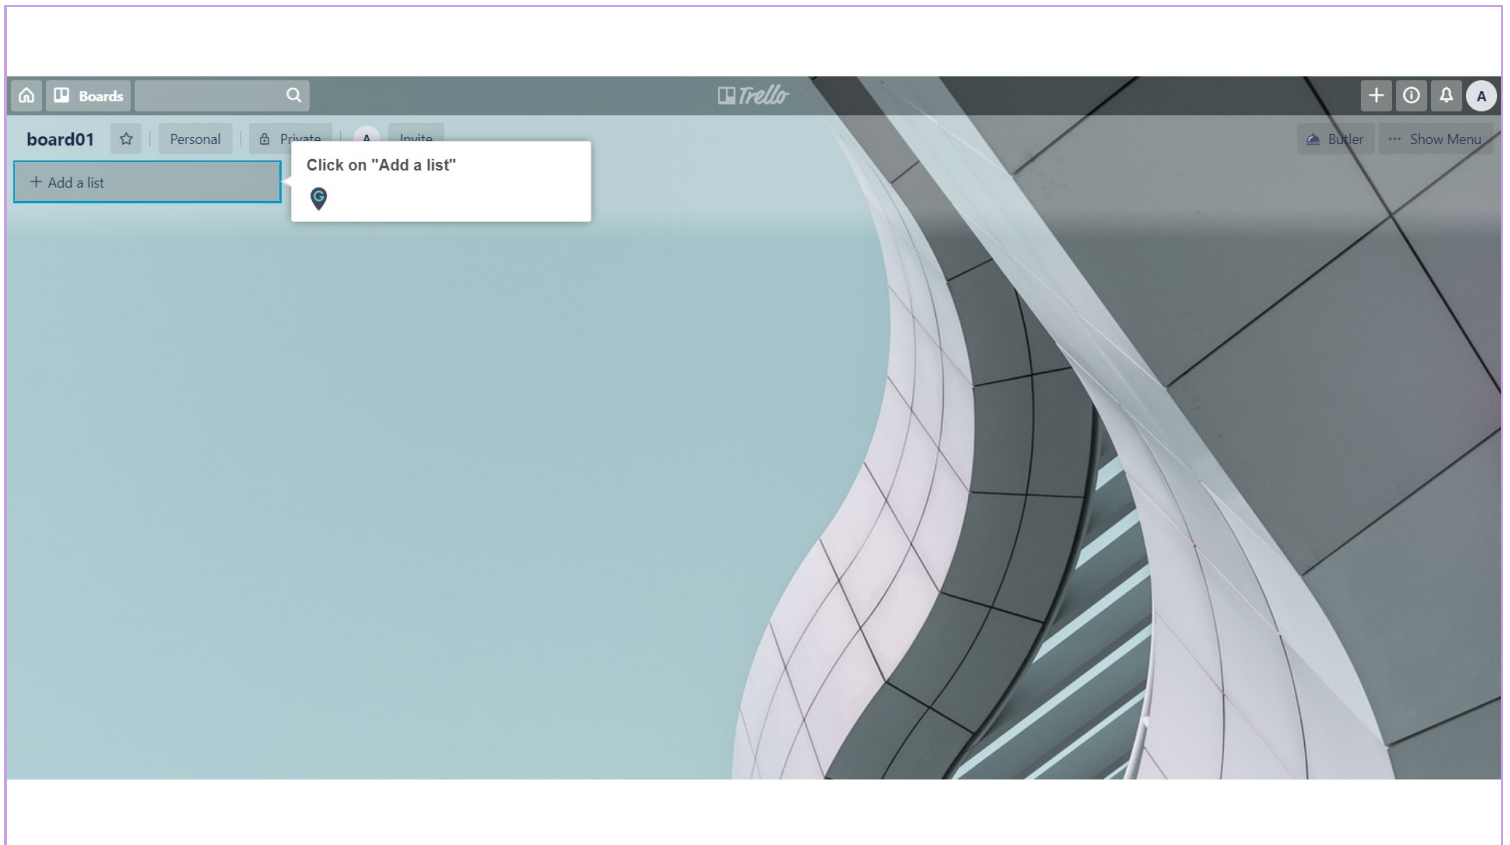 Boards
Trello
A
board01
Personal
Private
A
Invite
Butler
Show Menu
+ Add a list
Click on "Add a list"
G